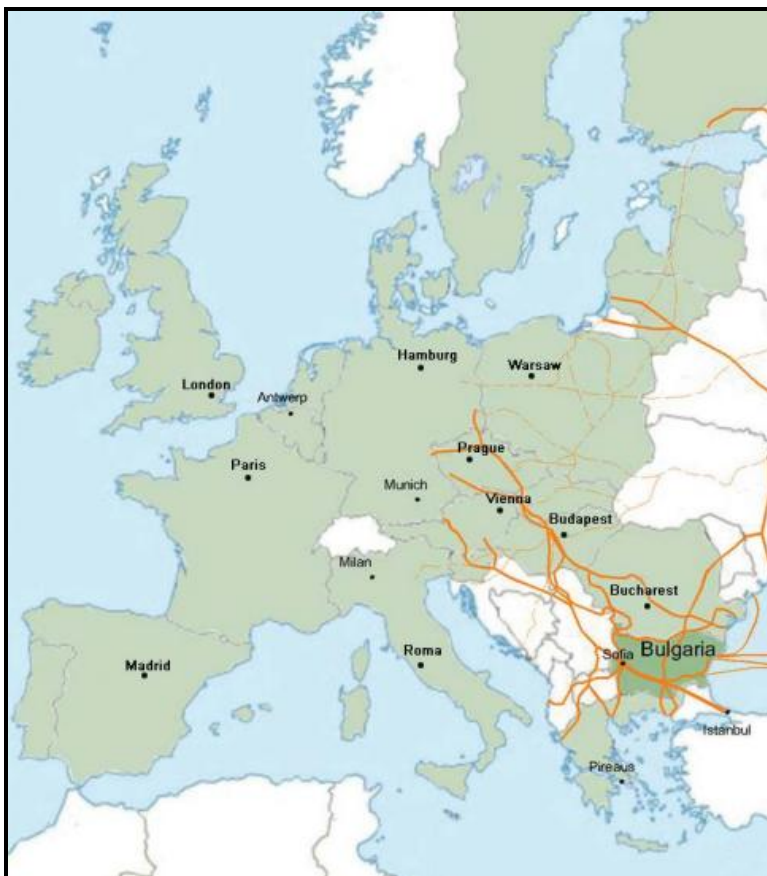 Hamburg
Warsaw
London
Antwerp
Prague
Paris
Munich
Vienna
Budapest
Milan
Bucharest
Sofia
Bulgaria
Roma
Madrid
Istanbul
Pireaus